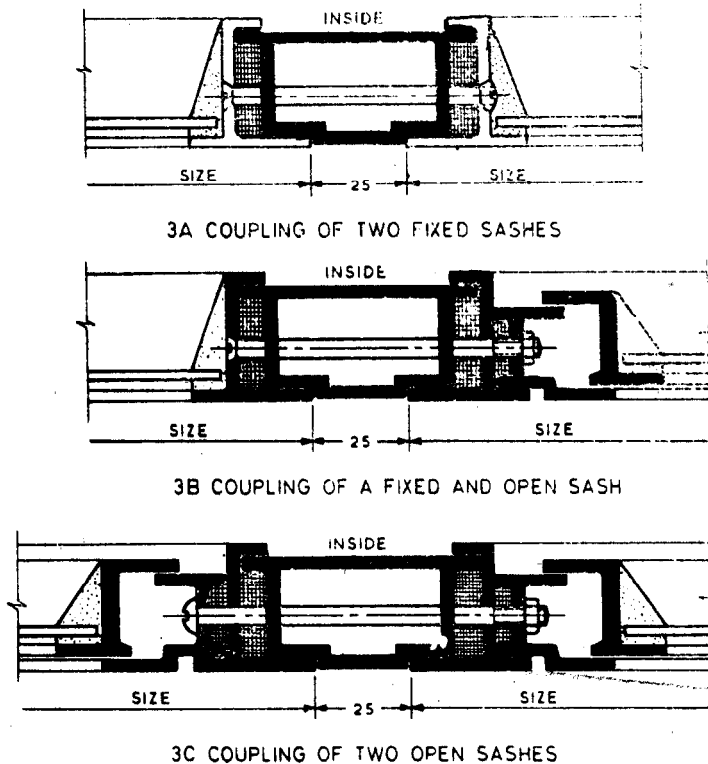 INSIDE
SIZE 25 SIZE
3A COUPLING OF TWO FIXED SASHES
INSIDE
SIZE 25 SIZE
3B COUPLING OF A FIXED AND OPEN SASH
INSIDE
SIZE 25 SIZE
3C COUPLING OF TWO OPEN SASHES